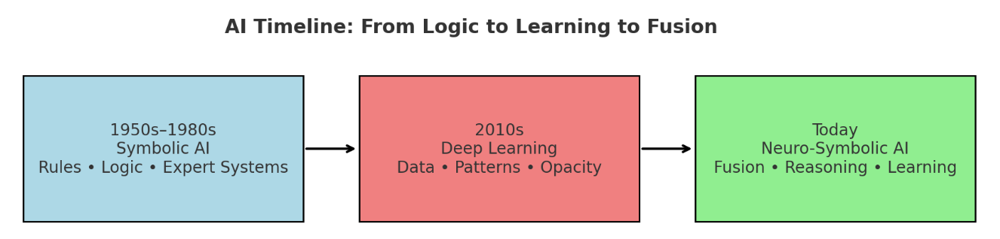 AI Timeline: From Logic to Learning to Fusion
1950s–1980s
Symbolic AI
Rules • Logic • Expert Systems
2010s
Deep Learning
Data • Patterns • Opacity
Today
Neuro-Symbolic AI
Fusion • Reasoning • Learning